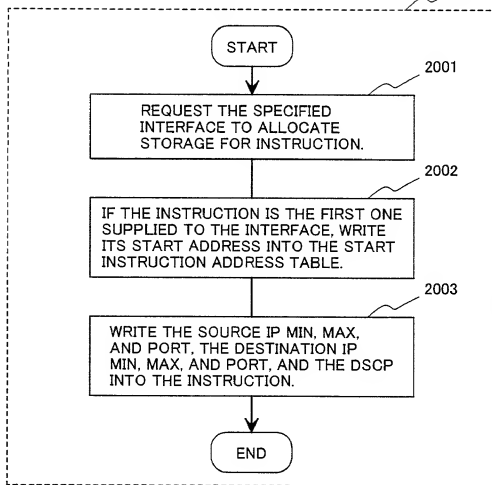 START
2001
REQUEST THE SPECIFIED
INTERFACE TO ALLOCATE
STORAGE FOR INSTRUCTION.
2002
IF THE INSTRUCTION IS THE FIRST ONE
SUPPLIED TO THE INTERFACE, WRITE
ITS START ADDRESS INTO THE START
INSTRUCTION ADDRESS TABLE.
2003
WRITE THE SOURCE IP MIN, MAX,
AND PORT, THE DESTINATION IP
MIN, MAX, AND PORT, AND THE DSCP
INTO THE INSTRUCTION.
END